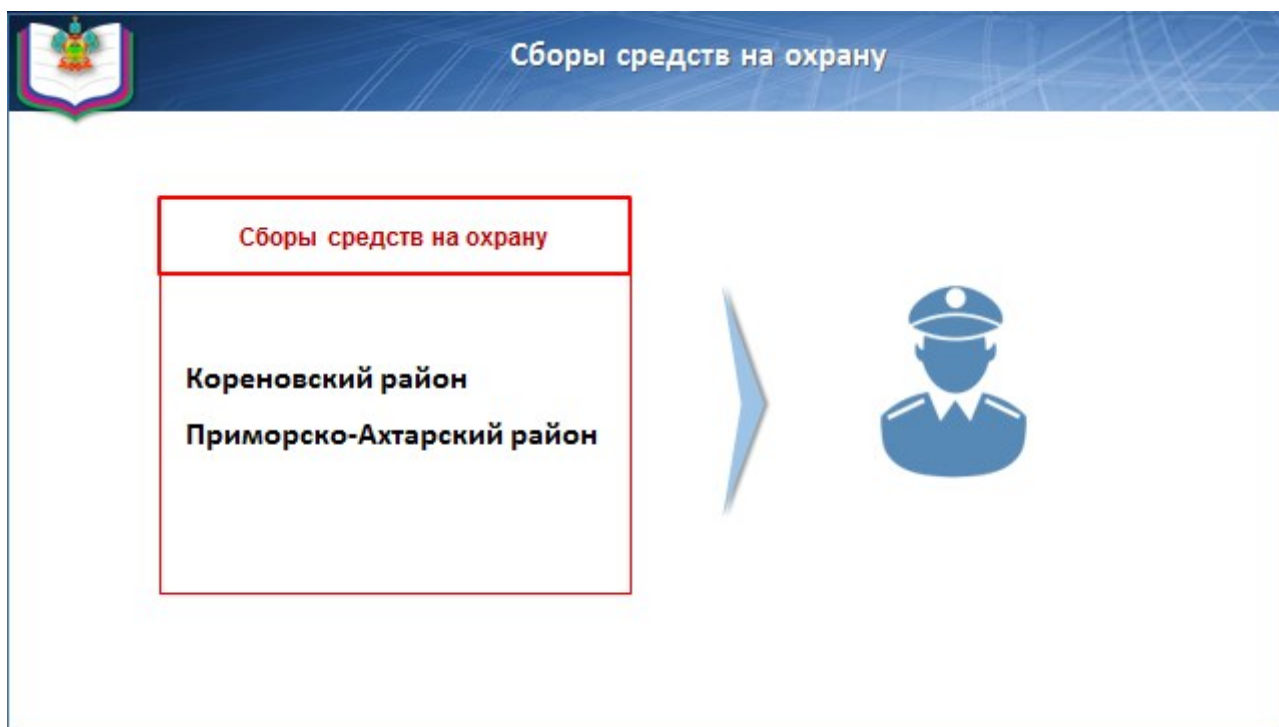 Сборы средств на охрану
Сборы средств на охрану
Кореновский район
Приморско-Ахтарский район